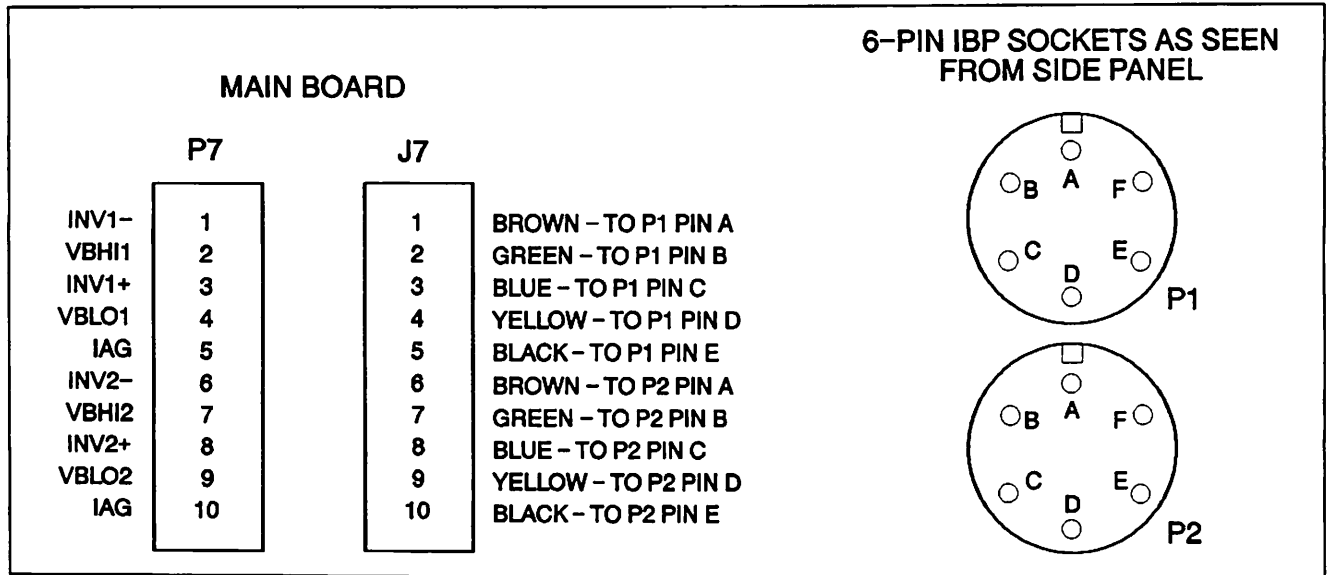 6-PIN IBP SOCKETS AS SEEN
FROM SIDE PANEL
MAIN BOARD
P7 J7
INV1- 1 1 BROWN - TO P1 PIN A
VBHI1 2 2 GREEN - TO P1 PIN B
INV1+ 3 3 BLUE - TO P1 PIN C
VBLO1 4 4 YELLOW - TO P1 PIN D
IAG 5 5 BLACK - TO P1 PIN E
INV2- 6 6 BROWN - TO P2 PIN A
VBHI2 7 7 GREEN - TO P2 PIN B
INV2+ 8 8 BLUE - TO P2 PIN C
VBLO2 9 9 YELLOW - TO P2 PIN D
IAG 10 10 BLACK - TO P2 PIN E
B A F
C D E
P1
B A F
C D E
P2